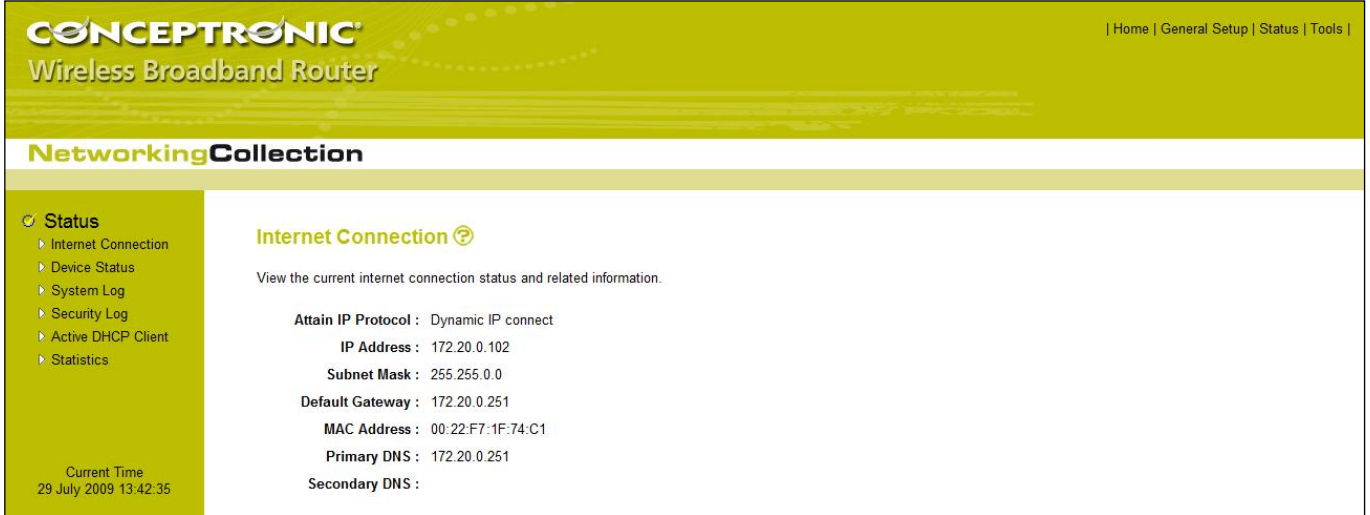 CONCEPTRONIC
| Home | General Setup | Status | Tools |
Wireless Broadband Router
NetworkingCollection
Status
Internet Connection
Device Status
System Log
Security Log
Active DHCP Client
Statistics
Current Time
29 July 2009 13:42:35
Internet Connection ?
View the current internet connection status and related information.
Attain IP Protocol : Dynamic IP connect
IP Address : 172.20.0.102
Subnet Mask : 255.255.0.0
Default Gateway : 172.20.0.251
MAC Address : 00:22:F7:1F:74:C1
Primary DNS : 172.20.0.251
Secondary DNS :